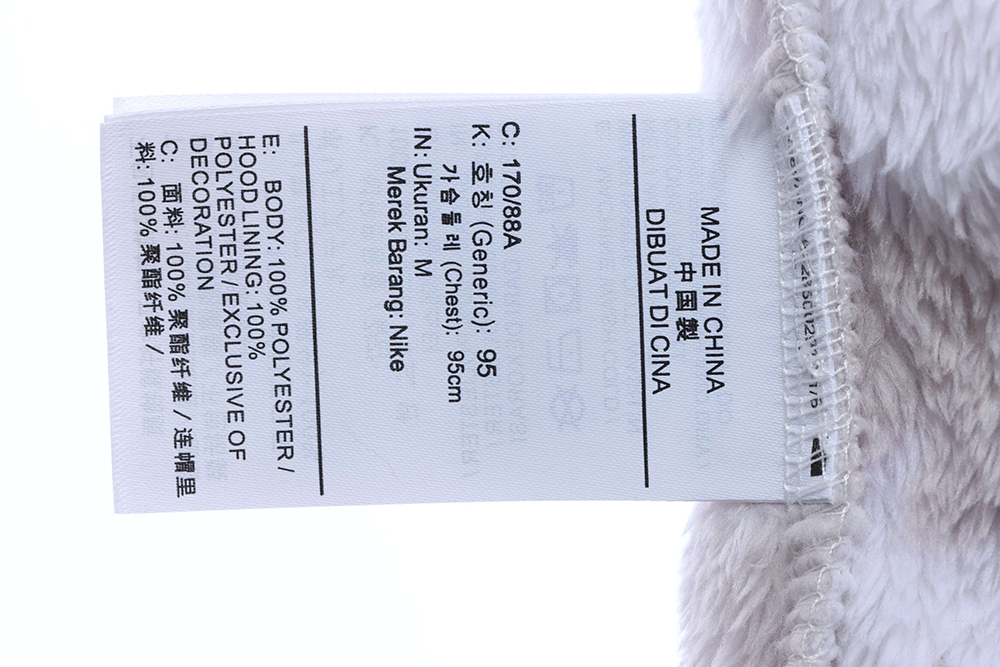 MADE IN CHINA
中国製
DIBUAT DI CINA
C: 170/88A
K: 호칭 (Generic): 95
가슴둘레 (Chest): 95cm
IN: Ukuran: M
Merek Barang: Nike
E: BODY: 100% POLYESTER /
HOOD LINING: 100%
POLYESTER / EXCLUSIVE OF
DECORATION
C: 面料: 100% 聚酯纤维 / 连帽里
料: 100% 聚酯纤维 /